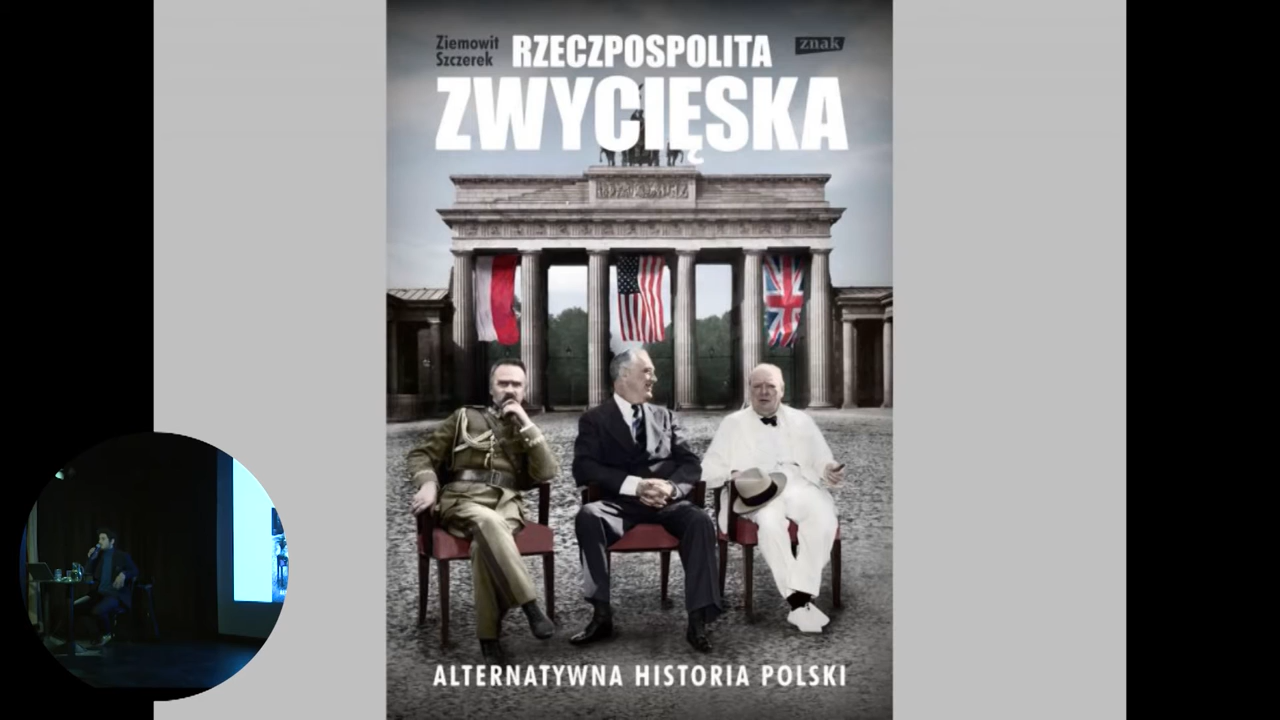 Ziemowit
Szczerek
RZECZPOSPOLITA
znak
ZWYCIĘSKA
ALTERNATYWNA HISTORIA POLSKI